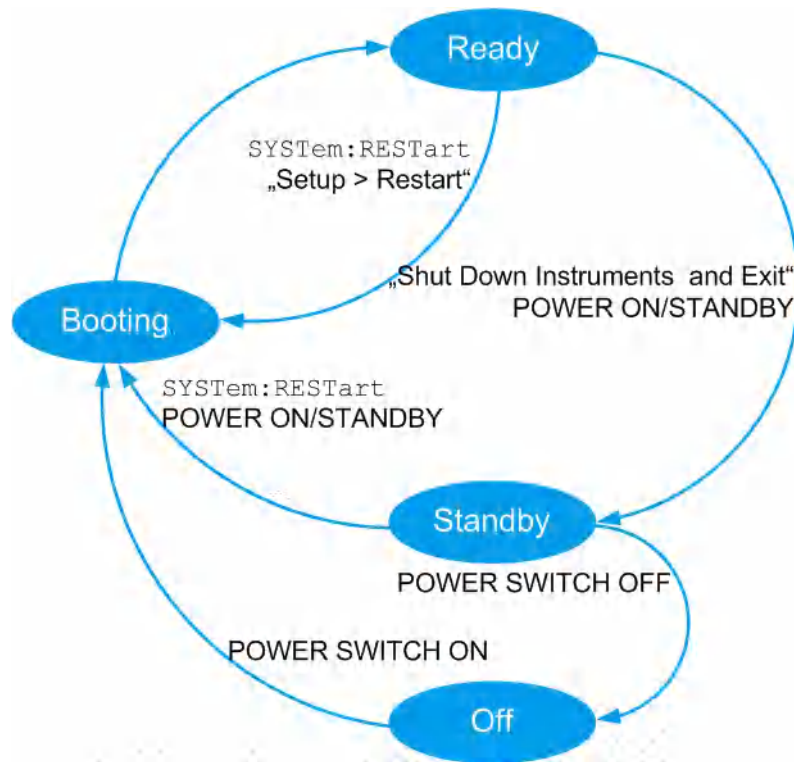 Ready
SYSTem:RESTart
„Setup > Restart“
„Shut Down Instruments and Exit“
POWER ON/STANDBY
Booting
SYSTem:RESTart
POWER ON/STANDBY
Standby
POWER SWITCH OFF
POWER SWITCH ON
Off